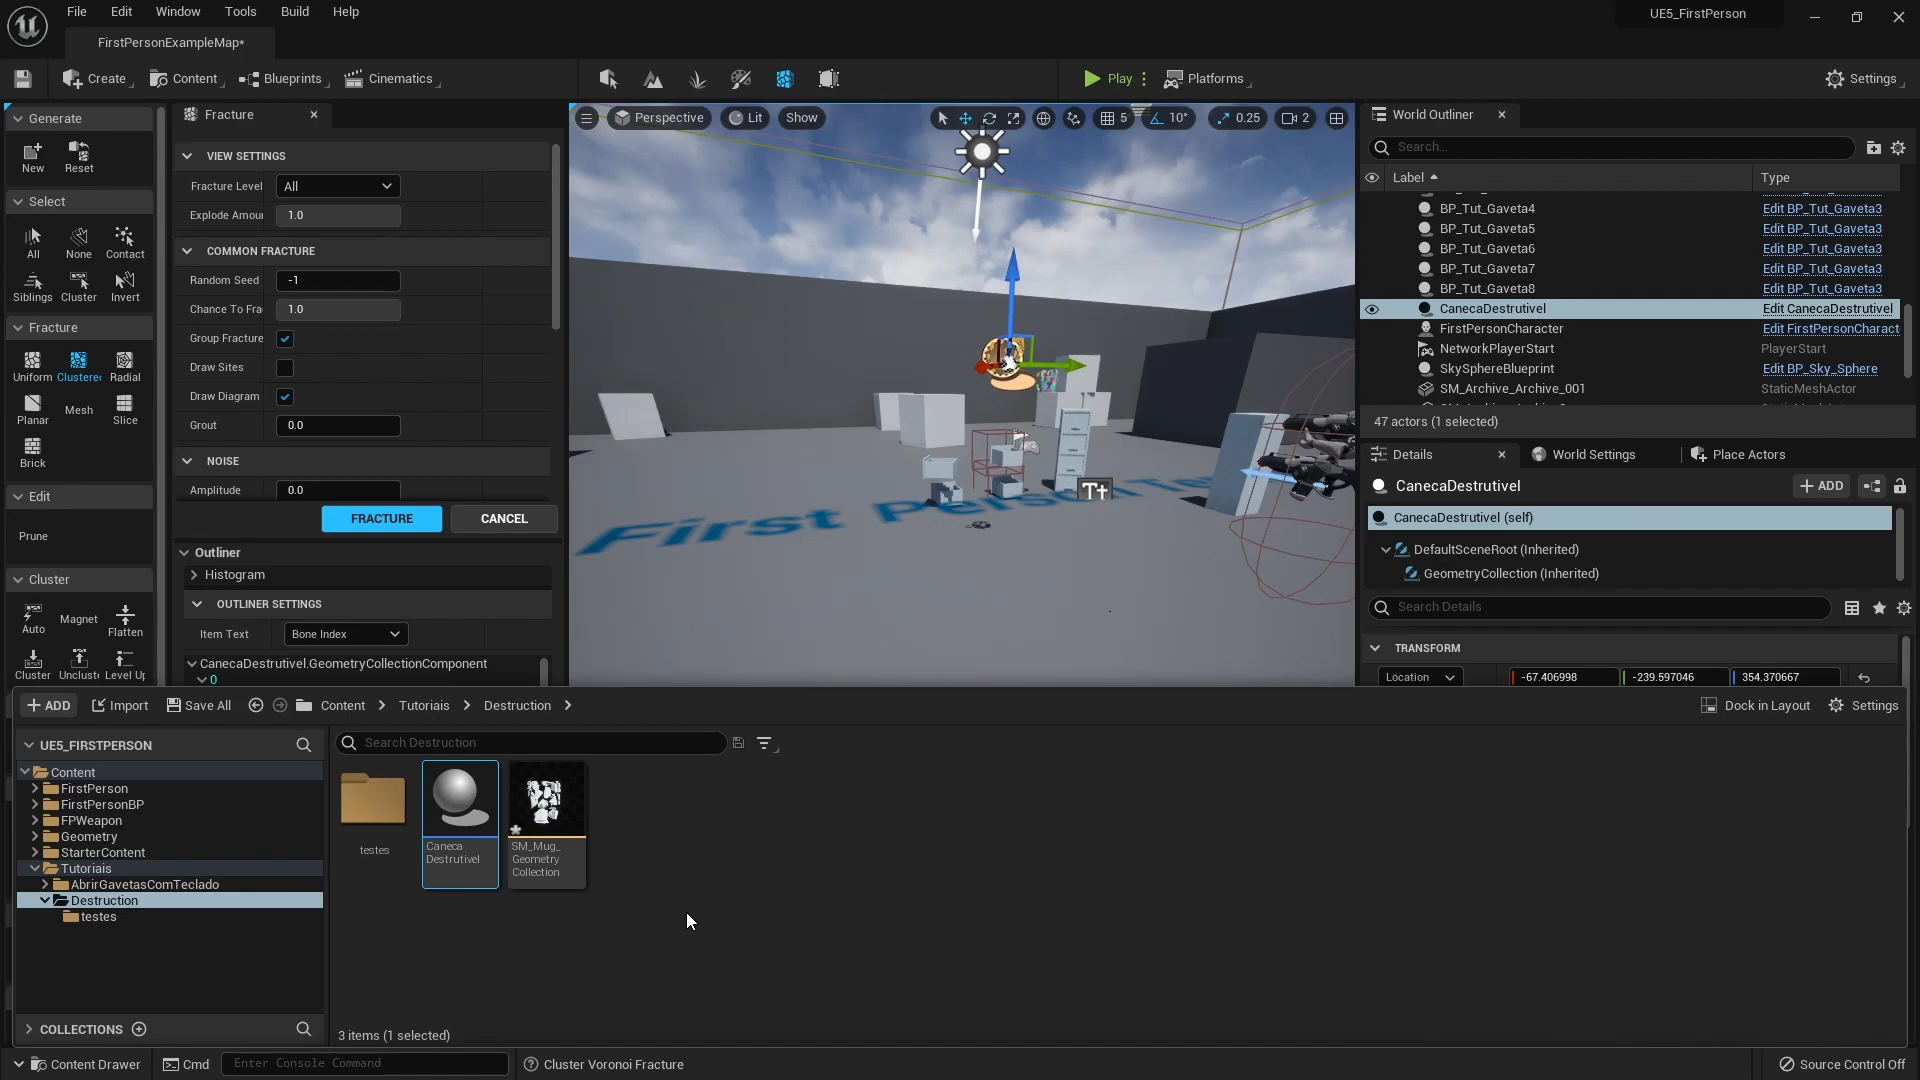 File Edit Window Tools Build Help
UE5_FirstPerson
FirstPersonExampleMap*
Create Content Blueprints Cinematics Play Platforms Settings
Generate
New Reset
Select
All None Contact
Siblings Cluster Invert
Fracture
Uniform Clustere Radial
Planar Mesh Slice
Brick
Edit
Prune
Cluster
Auto Magnet Flatten
Cluster Unclust Level Up
Fracture
VIEW SETTINGS
Fracture Level All
Explode Amour 1.0
COMMON FRACTURE
Random Seed -1
Chance To Fra 1.0
Group Fracture
Draw Sites
Draw Diagram
Grout 0.0
NOISE
Amplitude 0.0
FRACTURE CANCEL
Outliner
Histogram
OUTLINER SETTINGS
Item Text Bone Index
CanecaDestrutivel.GeometryCollectionComponent
0
Perspective Lit Show 5 10° 0.25 2
First Person Te
World Outliner
Search...
Label Type
BP_Tut_Gaveta4 Edit BP_Tut_Gaveta3
BP_Tut_Gaveta5 Edit BP_Tut_Gaveta3
BP_Tut_Gaveta6 Edit BP_Tut_Gaveta3
BP_Tut_Gaveta7 Edit BP_Tut_Gaveta3
BP_Tut_Gaveta8 Edit BP_Tut_Gaveta3
CanecaDestrutivel Edit CanecaDestrutivel
FirstPersonCharacter Edit FirstPersonCharact
NetworkPlayerStart PlayerStart
SkySphereBlueprint Edit BP_Sky_Sphere
SM_Archive_Archive_001 StaticMeshActor
47 actors (1 selected)
Details World Settings Place Actors
CanecaDestrutivel ADD
CanecaDestrutivel (self)
DefaultSceneRoot (Inherited)
GeometryCollection (Inherited)
Search Details
TRANSFORM
Location -67.406998 -239.597046 354.370667
ADD Import Save All Content Tutoriais Destruction Dock in Layout Settings
UE5_FIRSTPERSON
Content
FirstPerson
FirstPersonBP
FPWeapon
Geometry
StarterContent
Tutoriais
AbrirGavetasComTeclado
Destruction
testes
COLLECTIONS
Search Destruction
testes
Caneca
Destrutivel
SM_Mug_
Geometry
Collection
3 items (1 selected)
Content Drawer Cmd Enter Console Command Cluster Voronoi Fracture Source Control Off